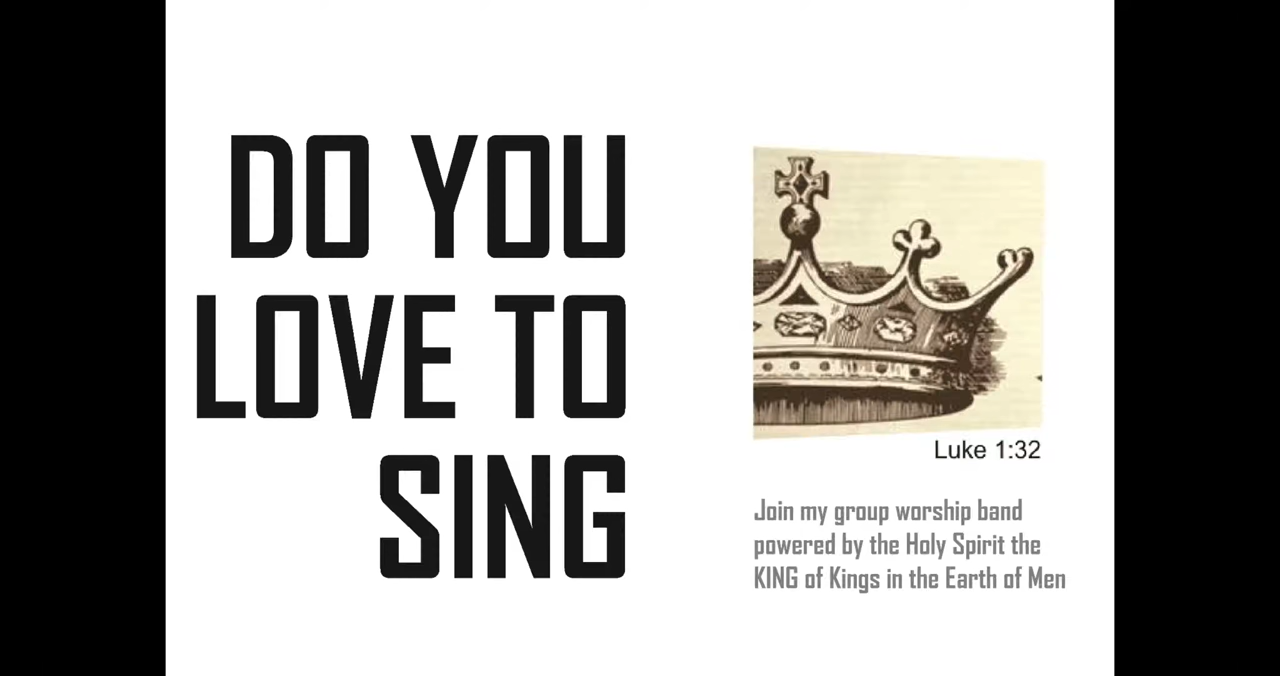 DO YOU
LOVE TO
SING
Luke 1:32
Join my group worship band
powered by the Holy Spirit the
KING of Kings in the Earth of Men